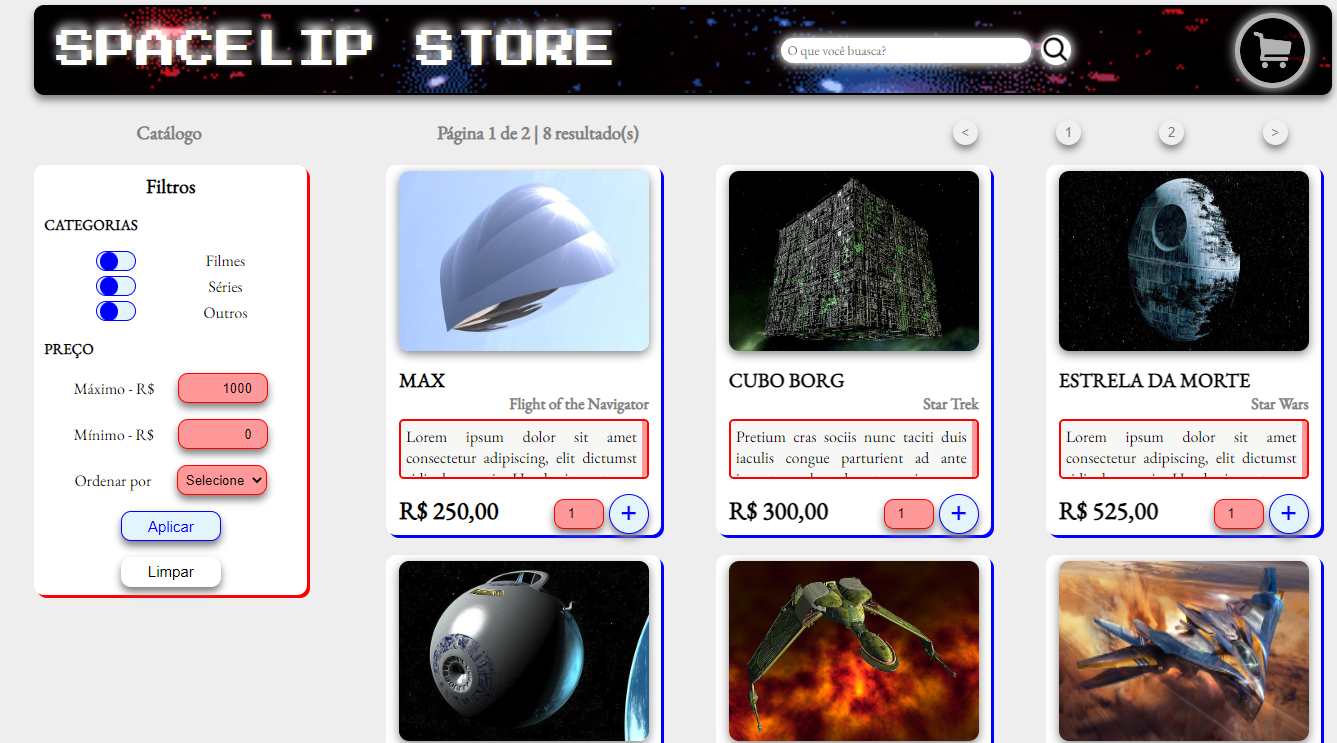 SPACELIP STORE
O que você buasca?
Catálogo
Página 1 de 2 | 8 resultado(s)
< 1 2 >
Filtros
CATEGORIAS
Filmes
Séries
Outros
PREÇO
Máximo - R$ 1000
Mínimo - R$ 0
Ordenar por Selecione
Aplicar
Limpar
MAX
Flight of the Navigator
Lorem ipsum dolor sit amet
consectetur adipiscing, elit dictumst
R$ 250,00 1 +
CUBO BORG
Star Trek
Pretium cras sociis nunc taciti duis
iaculis congue parturient ad ante
R$ 300,00 1 +
ESTRELA DA MORTE
Star Wars
Lorem ipsum dolor sit amet
consectetur adipiscing, elit dictumst
R$ 525,00 1 +